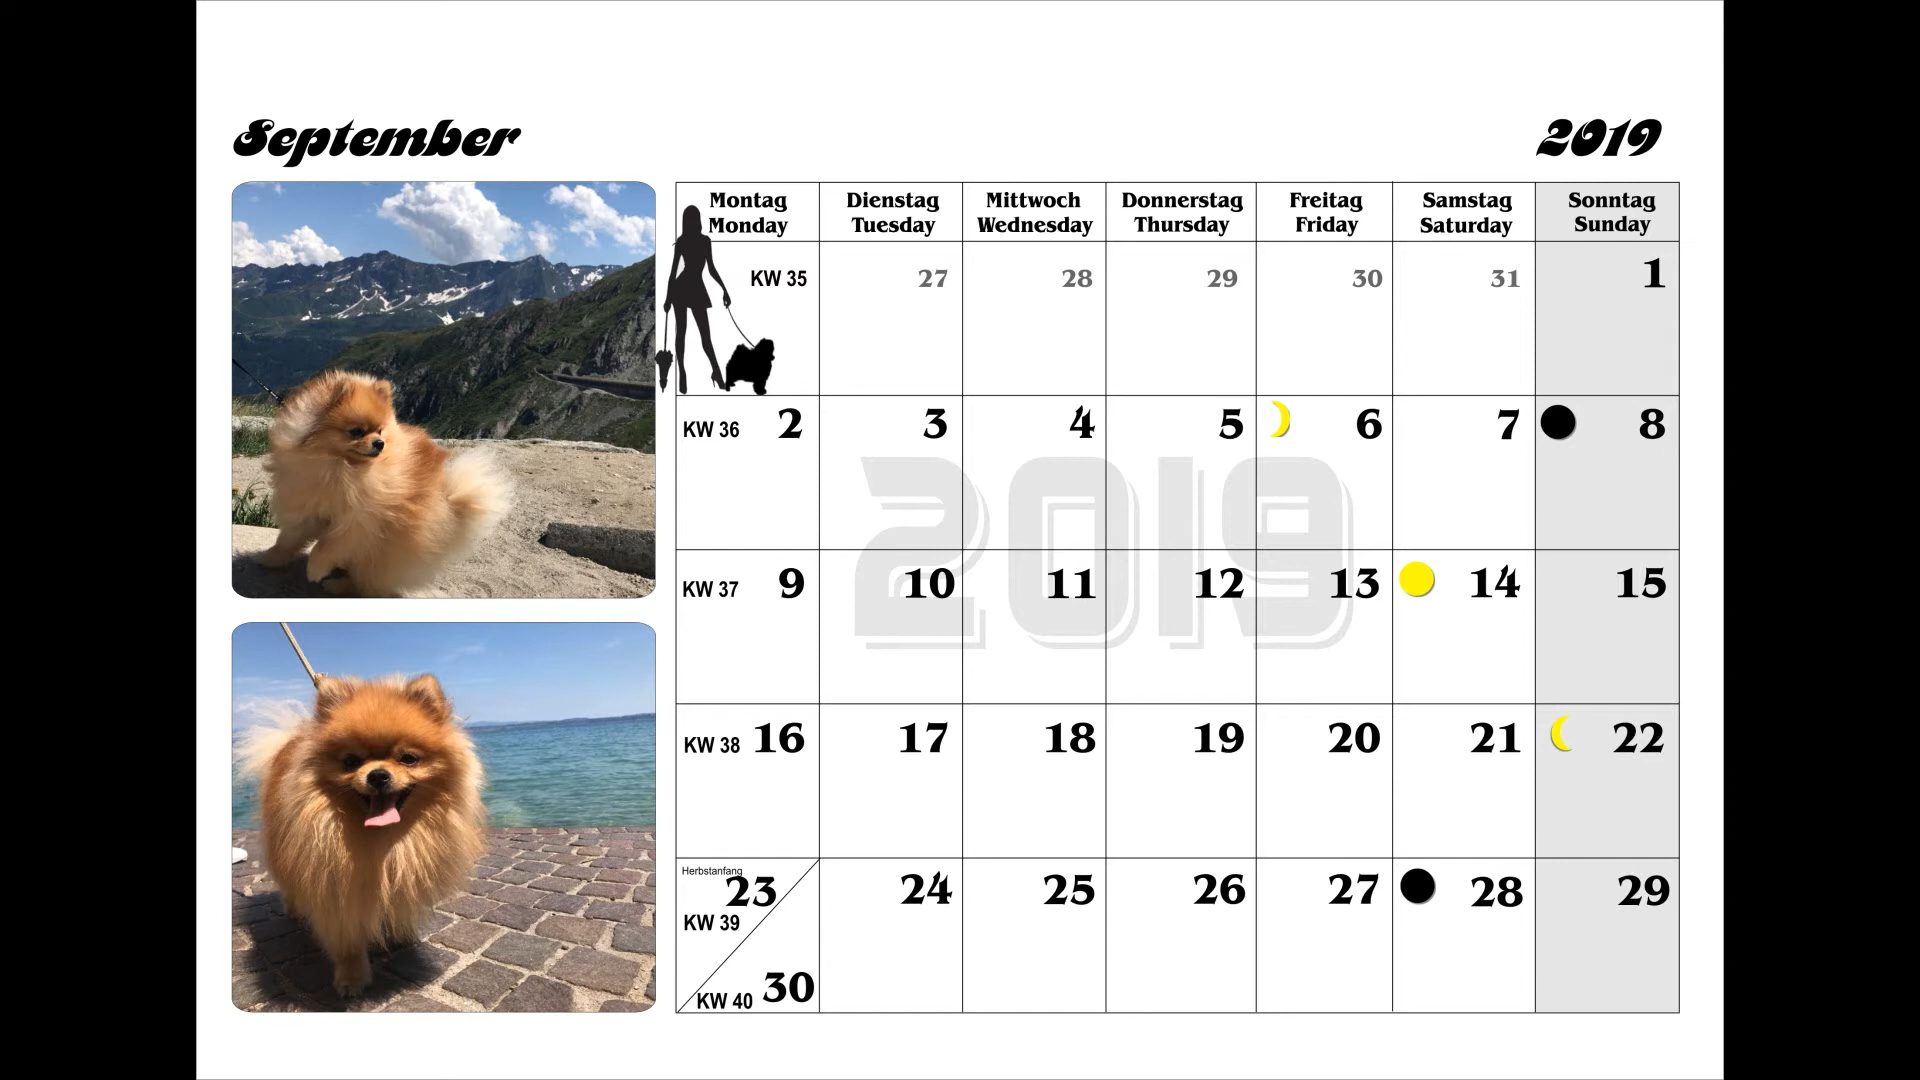 September
2019
Montag Dienstag Mittwoch Donnerstag Freitag Samstag Sonntag
Monday Tuesday Wednesday Thursday Friday Saturday Sunday
KW 35 27 28 29 30 31 1
KW 36 2 3 4 5 6 7 8
2019
KW 37 9 10 11 12 13 14 15
KW 38 16 17 18 19 20 21 22
Herbstanfang
23 24 25 26 27 28 29
KW 39
KW 40 30